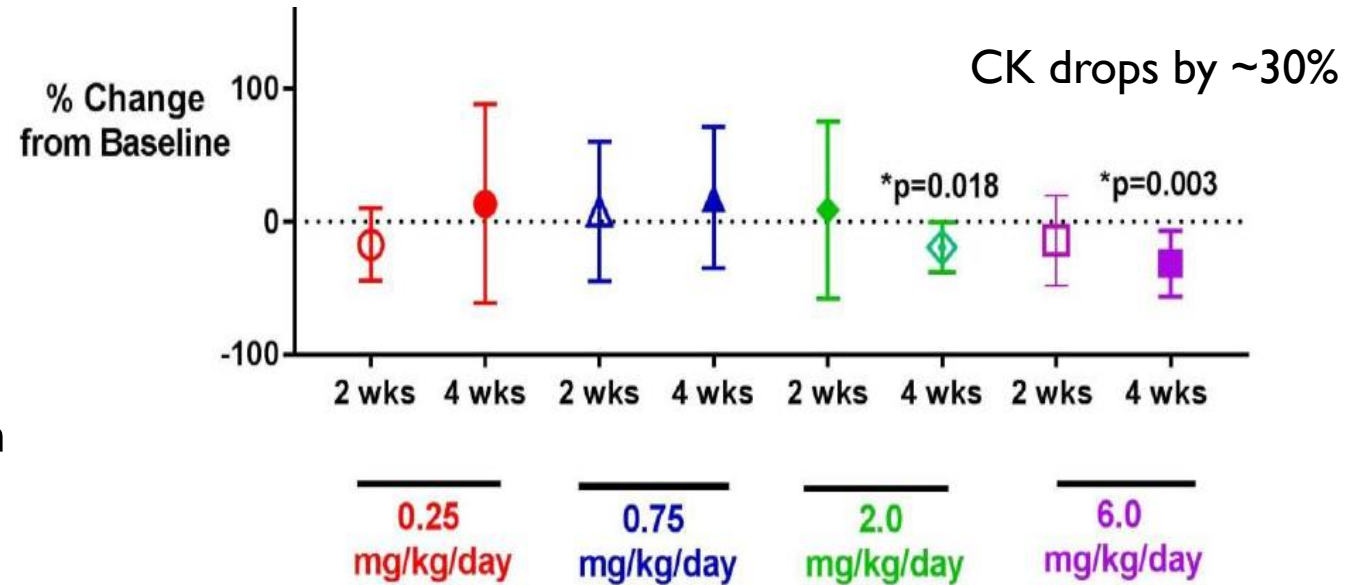 CK drops by ~30%
% Change
from Baseline
100
0
-100
*p=0.018
*p=0.003
2 wks 4 wks 2 wks 4 wks 2 wks 4 wks 2 wks 4 wks
0.25
mg/kg/day
0.75
mg/kg/day
2.0
mg/kg/day
6.0
mg/kg/day